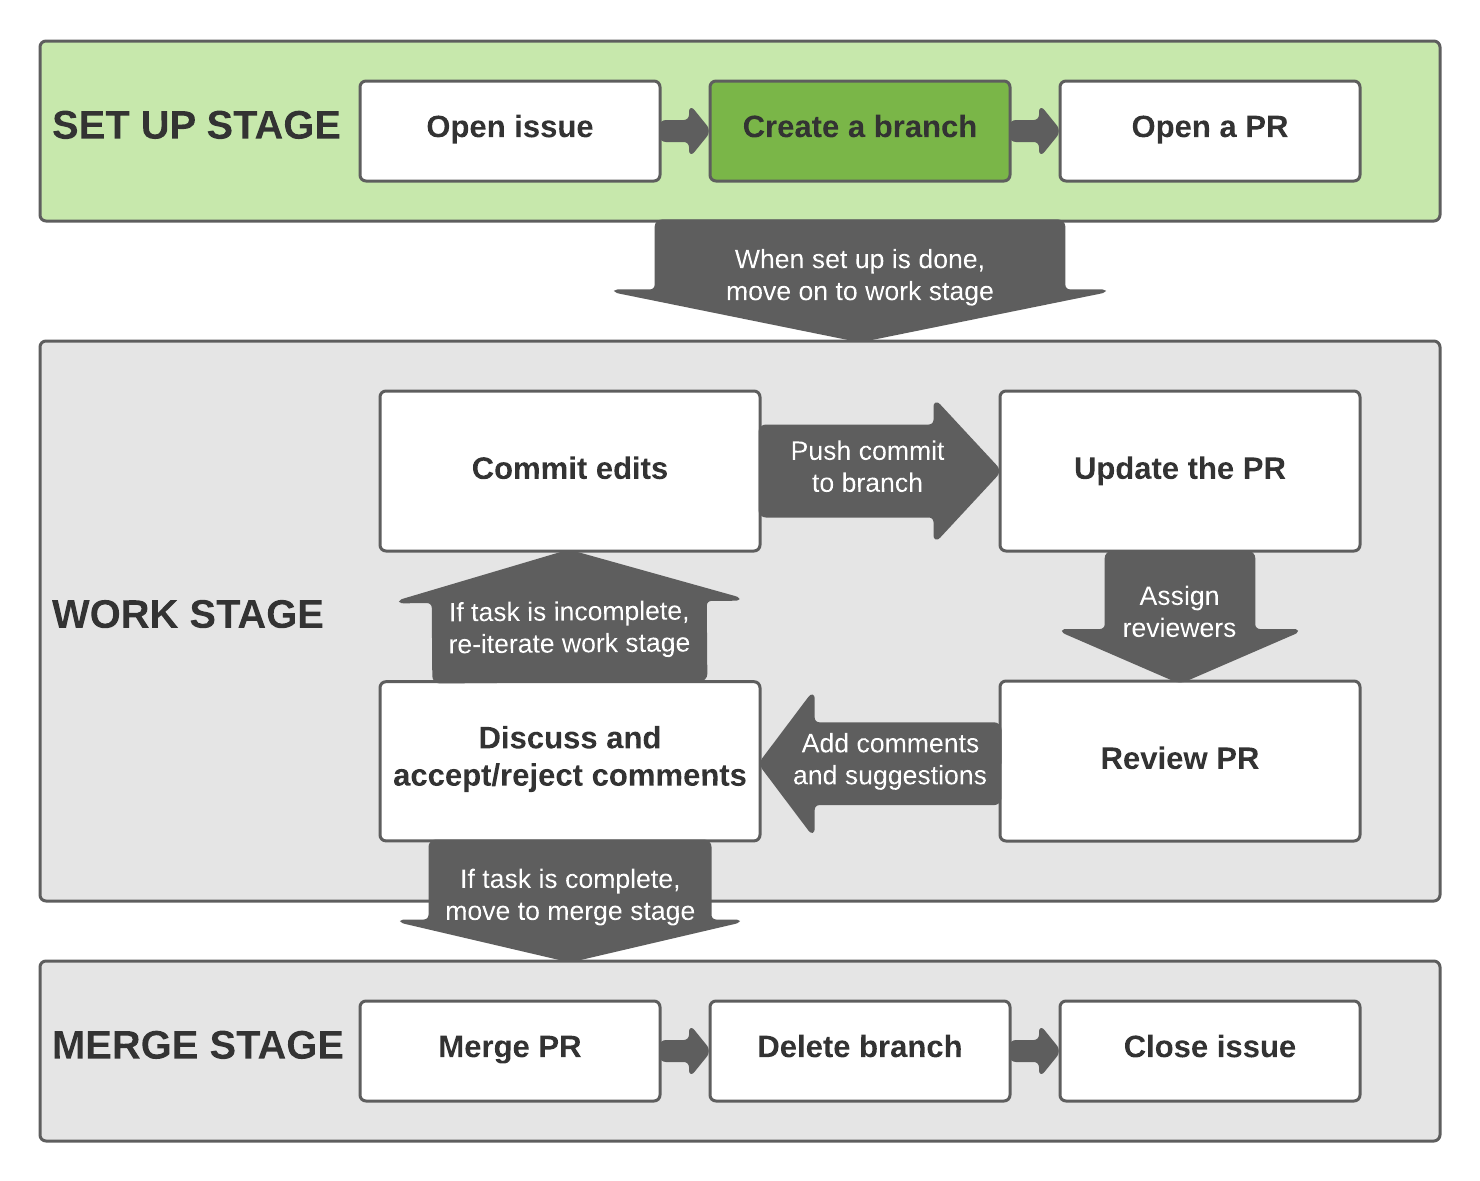 SET UP STAGE
Open issue
Create a branch
Open a PR
When set up is done,
move on to work stage
WORK STAGE
Commit edits
Push commit
to branch
Update the PR
Assign
reviewers
Review PR
Add comments
and suggestions
Discuss and
accept/reject comments
If task is incomplete,
re-iterate work stage
If task is complete,
move to merge stage
MERGE STAGE
Merge PR
Delete branch
Close issue